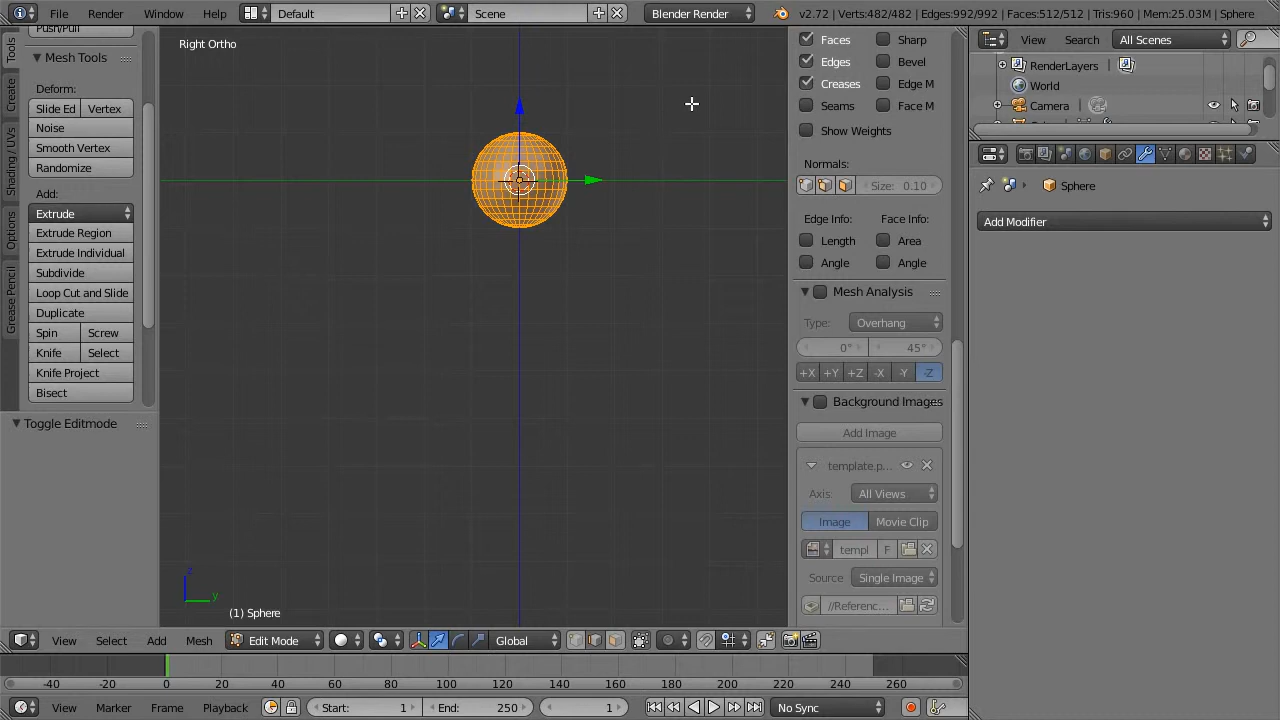 File Render Window Help Default Scene Blender Render v2.72 | Verts:482/482 | Edges:992/992 | Faces:512/512 | Tris:960 | Mem:25.03M | Sphere
Tools
Create
Shading / UVs
Options
Grease Pencil
Push/Pull
Mesh Tools
Deform:
Slide Ed Vertex
Noise
Smooth Vertex
Randomize
Add:
Extrude
Extrude Region
Extrude Individual
Subdivide
Loop Cut and Slide
Duplicate
Spin Screw
Knife Select
Knife Project
Bisect
Toggle Editmode
Right Ortho
z
y
(1) Sphere
Faces Sharp
Edges Bevel
Creases Edge M
Seams Face M
Show Weights
Normals:
Size: 0.10
Edge Info: Face Info:
Length Area
Angle Angle
Mesh Analysis
Type: Overhang
0° 45°
+X +Y +Z -X -Y -Z
Background Images
Add Image
template.p...
Axis: All Views
Image Movie Clip
templ F
Source Single Image
//Referenc...
View Search All Scenes
RenderLayers |
World
Camera |
Sphere
Add Modifier
View Select Add Mesh Edit Mode Global
-40 -20 0 20 40 60 80 100 120 140 160 180 200 220 240 260
View Marker Frame Playback Start: 1 End: 250 1 No Sync